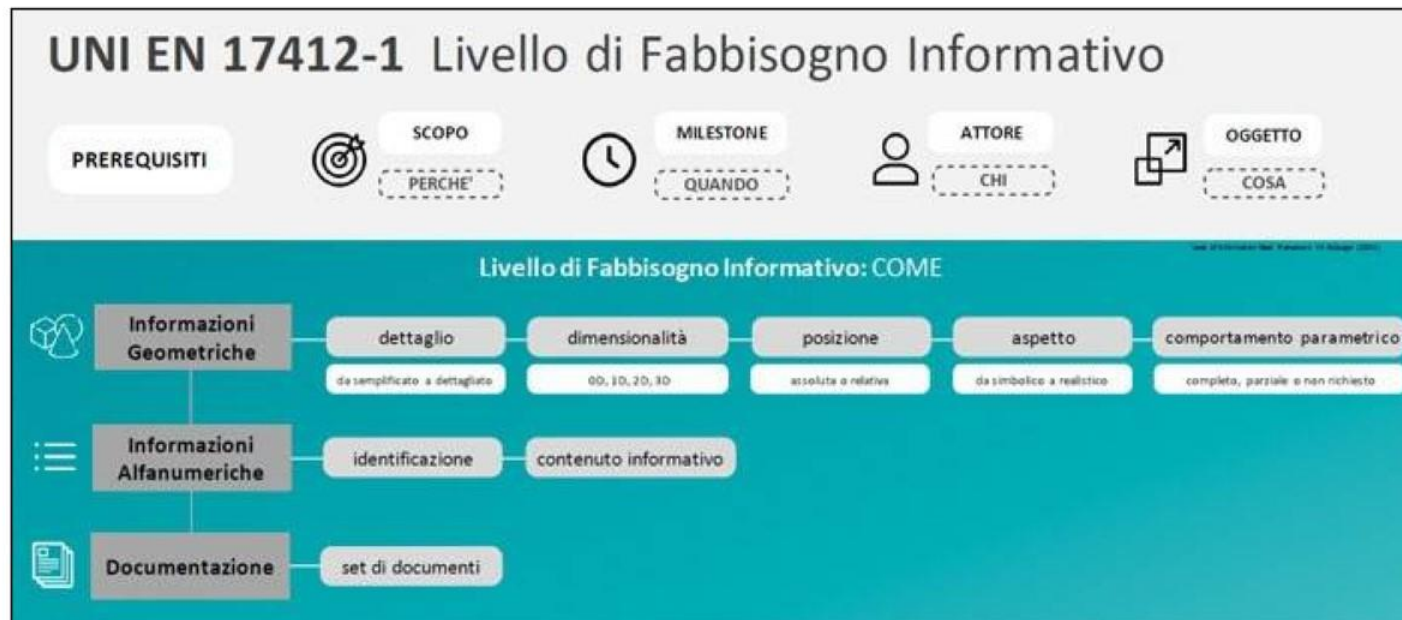 UNI EN 17412-1 Livello di Fabbisogno Informativo
PREREQUISITI
SCOPO
PERCHE'
MILESTONE
QUANDO
ATTORE
CHI
OGGETTO
COSA
Livello di Fabbisogno Informativo: COME
Informazioni
Geometriche
dettaglio
da semplificato a dettagliato
dimensionalità
0D, 1D, 2D, 3D
posizione
assoluta o relativa
aspetto
da simbolico a realistico
comportamento parametrico
completo, parziale o non richiesto
Informazioni
Alfanumeriche
identificazione
contenuto informativo
Documentazione
set di documenti